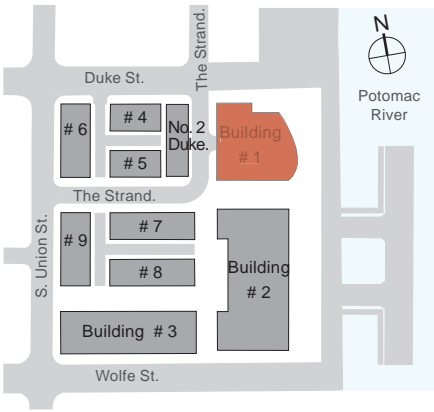 N
The Strand.
Duke St.
Potomac
River
# 6
# 4
No. 2
Duke.
Building
# 1
# 5
The Strand.
S. Union St.
# 9
# 7
# 8
Building
# 2
Building # 3
Wolfe St.